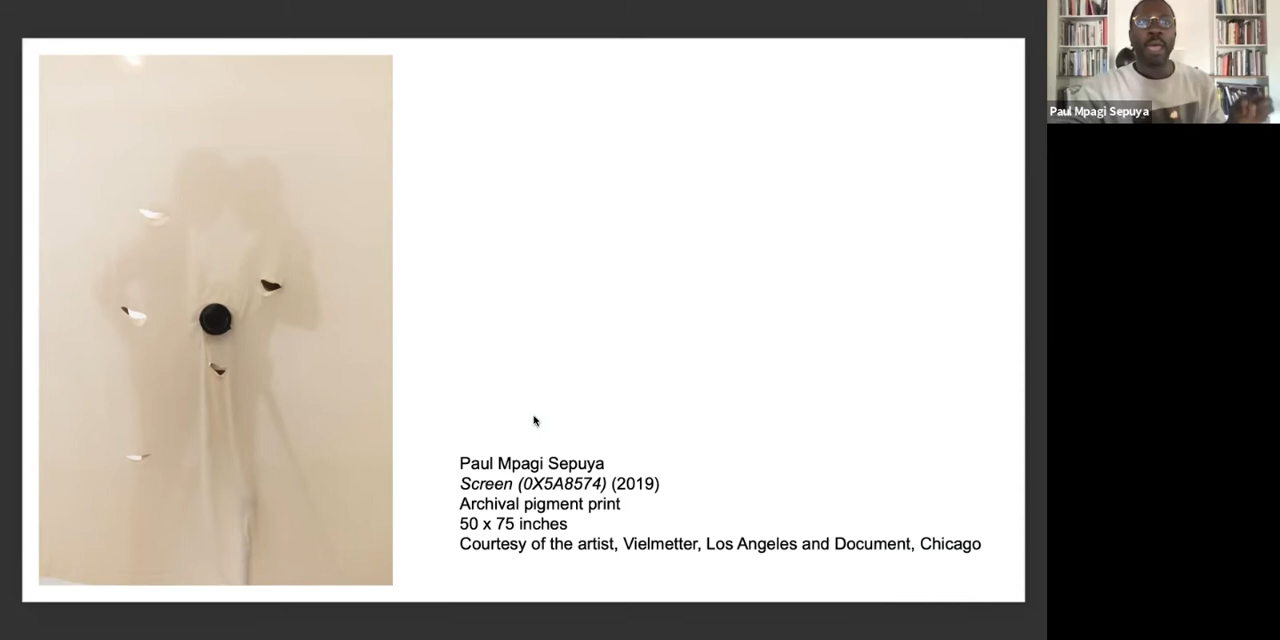 Paul Mpagi Sepuya
Paul Mpagi Sepuya
Screen (0X5A8574) (2019)
Archival pigment print
50 x 75 inches
Courtesy of the artist, Vielmetter, Los Angeles and Document, Chicago